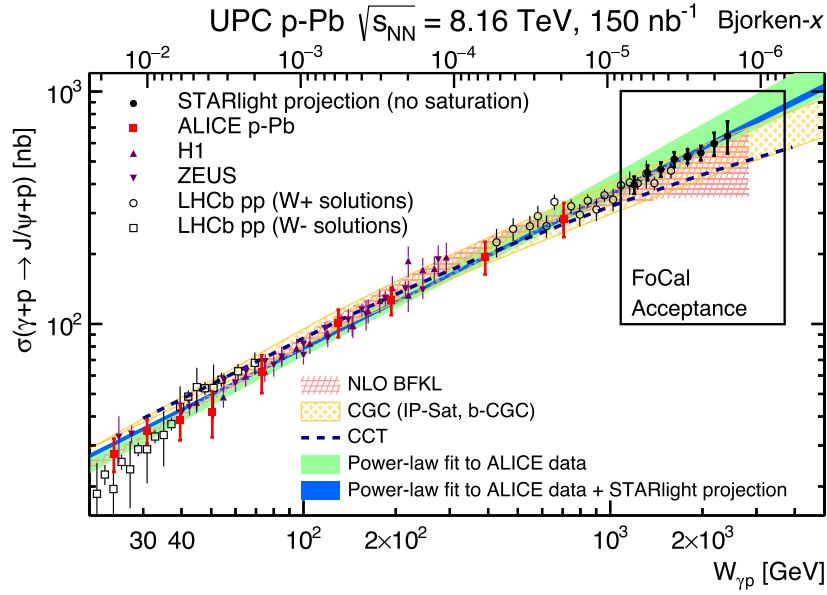 UPC p-Pb √s_NN = 8.16 TeV, 150 nb⁻¹ Bjorken-x
10⁻² 10⁻³ 10⁻⁴ 10⁻⁵ 10⁻⁶
10³
10²
σ(γ+p → J/ψ+p) [nb]
STARlight projection (no saturation)
ALICE p-Pb
H1
ZEUS
LHCb pp (W+ solutions)
LHCb pp (W- solutions)
FoCal
Acceptance
NLO BFKL
CGC (IP-Sat, b-CGC)
CCT
Power-law fit to ALICE data
Power-law fit to ALICE data + STARlight projection
30 40 10² 2×10² 10³ 2×10³
W_γp [GeV]